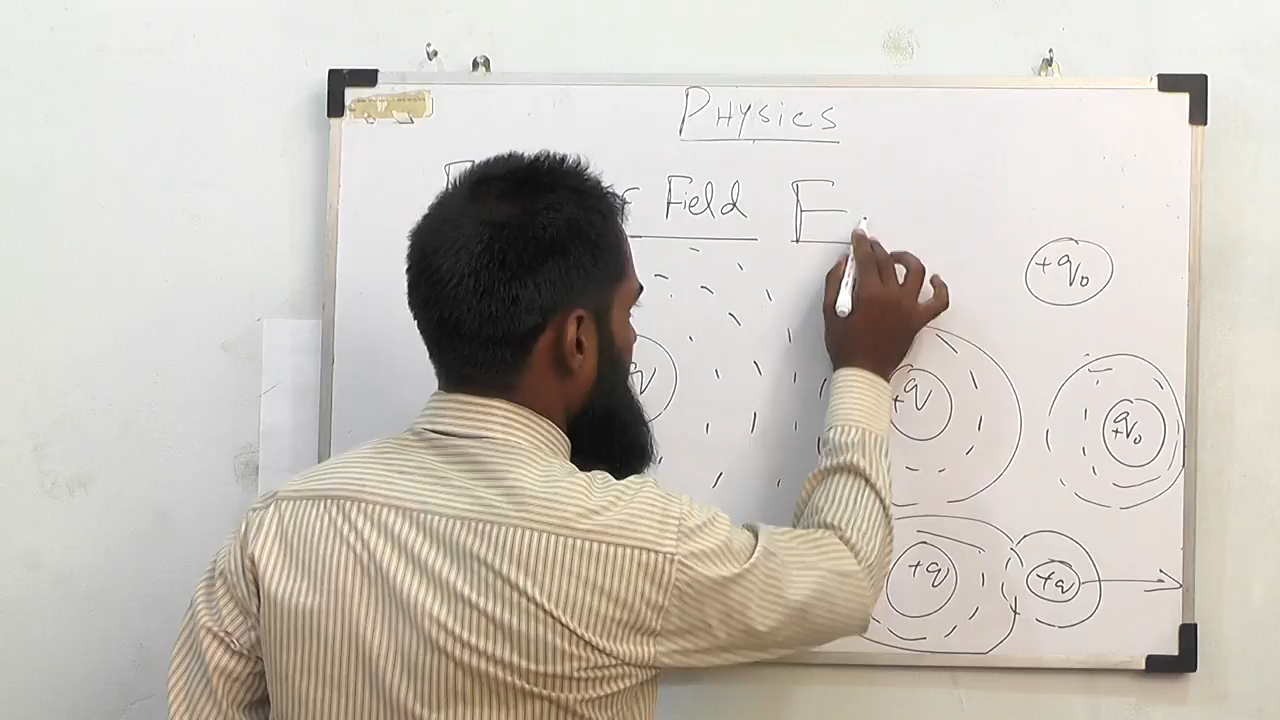 Physics
Field E
+q₀
q
+q
+q₀
+q
+q